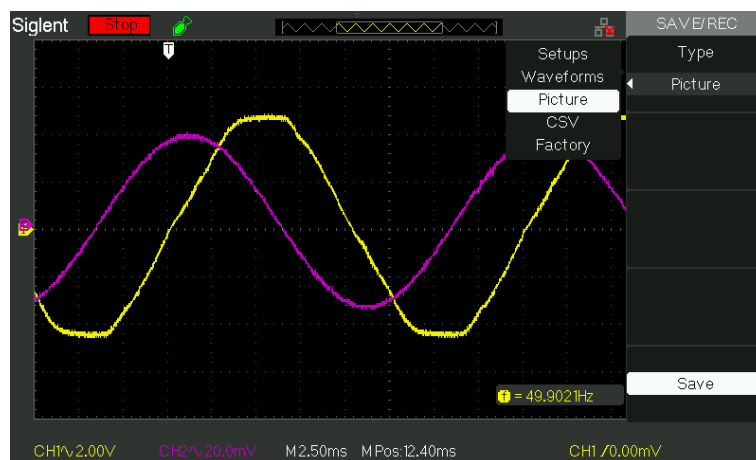 Siglent Stop T SAVE/REC
Setups
Waveforms
Picture
CSV
Factory
Type
Picture
Save
f = 49.9021Hz
CH1∿ 2.00V CH2∿ 20.0mV M 2.50ms M Pos:12.40ms CH1 / 0.00mV